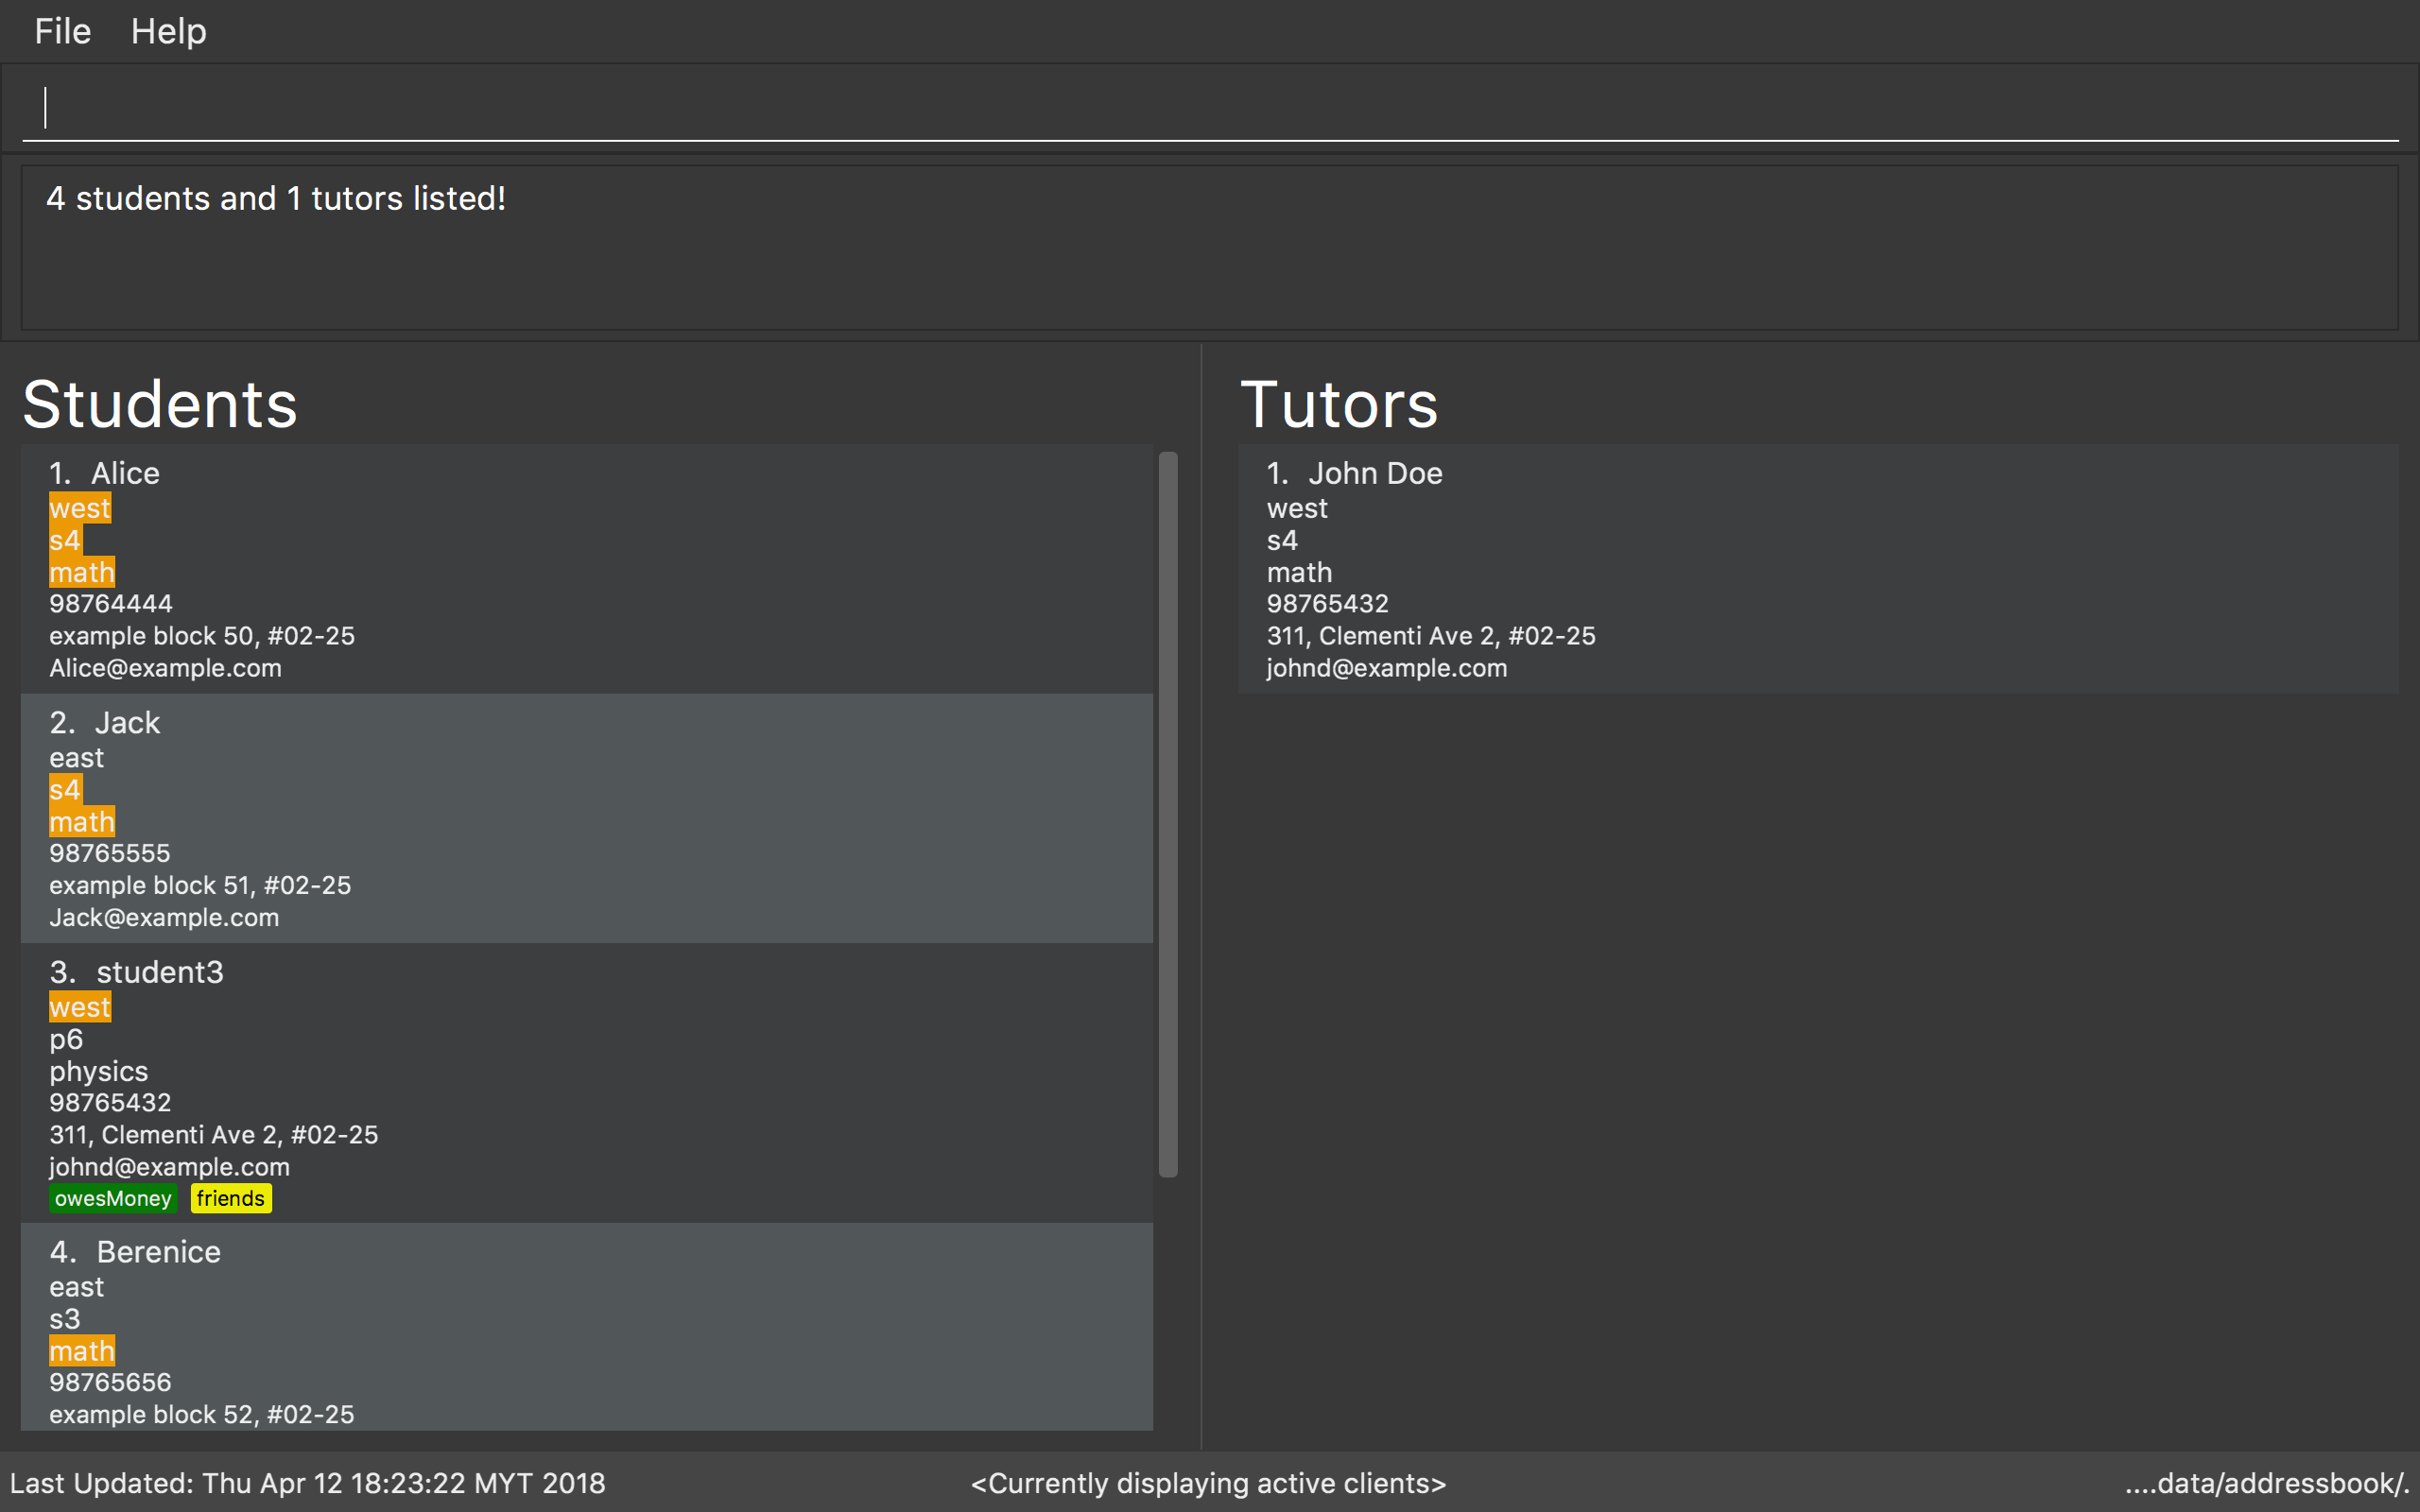 File Help
4 students and 1 tutors listed!
Students
1. Alice
west
s4
math
98764444
example block 50, #02-25
Alice@example.com
2. Jack
east
s4
math
98765555
example block 51, #02-25
Jack@example.com
3. student3
west
p6
physics
98765432
311, Clementi Ave 2, #02-25
johnd@example.com
owesMoney friends
4. Berenice
east
s3
math
98765656
example block 52, #02-25
Tutors
1. John Doe
west
s4
math
98765432
311, Clementi Ave 2, #02-25
johnd@example.com
Last Updated: Thu Apr 12 18:23:22 MYT 2018
<Currently displaying active clients>
....data/addressbook/.